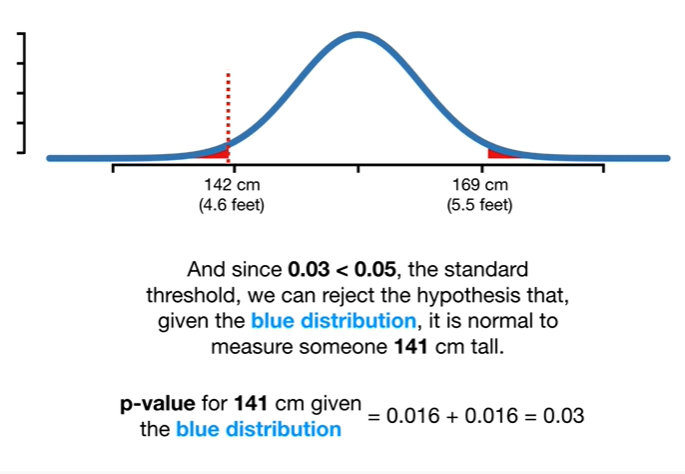 142 cm
(4.6 feet)
169 cm
(5.5 feet)
And since 0.03 < 0.05, the standard
threshold, we can reject the hypothesis that,
given the blue distribution, it is normal to
measure someone 141 cm tall.
p-value for 141 cm given
the blue distribution
= 0.016 + 0.016 = 0.03